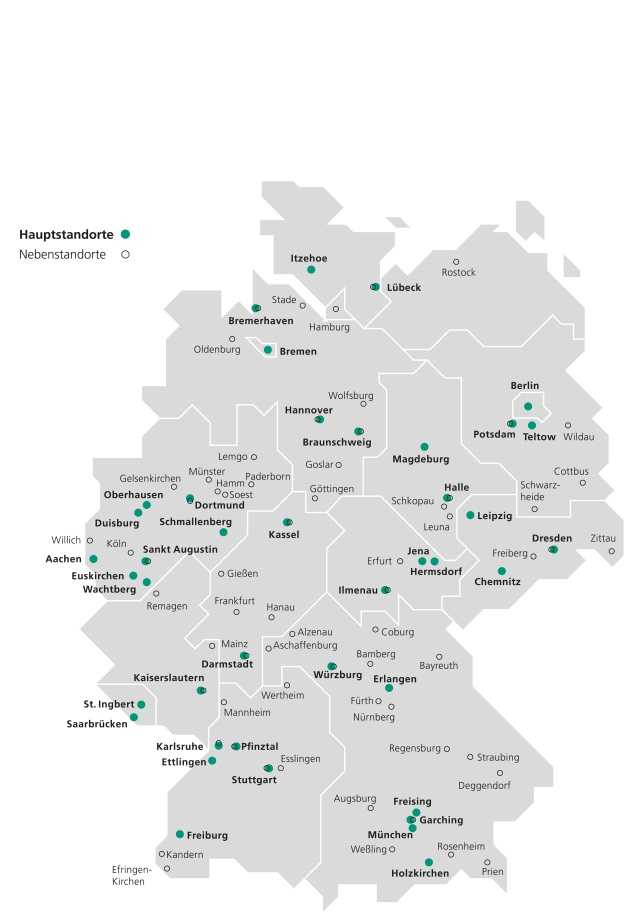 Hauptstandorte
Nebenstandorte
Itzehoe
Rostock
Lübeck
Stade
Bremerhaven
Hamburg
Oldenburg
Bremen
Berlin
Wolfsburg
Hannover
Potsdam
Teltow
Wildau
Braunschweig
Magdeburg
Lemgo
Goslar
Cottbus
Münster
Gelsenkirchen
Hamm
Paderborn
Göttingen
Halle
Schwarz-
heide
Oberhausen
Soest
Dortmund
Schkopau
Leipzig
Duisburg
Schmallenberg
Kassel
Leuna
Willich
Köln
Sankt Augustin
Dresden
Zittau
Aachen
Jena
Freiberg
Erfurt
Hermsdorf
Euskirchen
Gießen
Chemnitz
Wachtberg
Ilmenau
Remagen
Frankfurt
Hanau
Alzenau
Coburg
Mainz
Aschaffenburg
Bamberg
Darmstadt
Bayreuth
Kaiserslautern
Würzburg
Erlangen
Wertheim
St. Ingbert
Fürth
Mannheim
Nürnberg
Saarbrücken
Karlsruhe
Pfinztal
Regensburg
Straubing
Ettlingen
Esslingen
Stuttgart
Deggendorf
Augsburg
Freising
Garching
Freiburg
München
Weßling
Rosenheim
Kandern
Efringen-
Kirchen
Holzkirchen
Prien